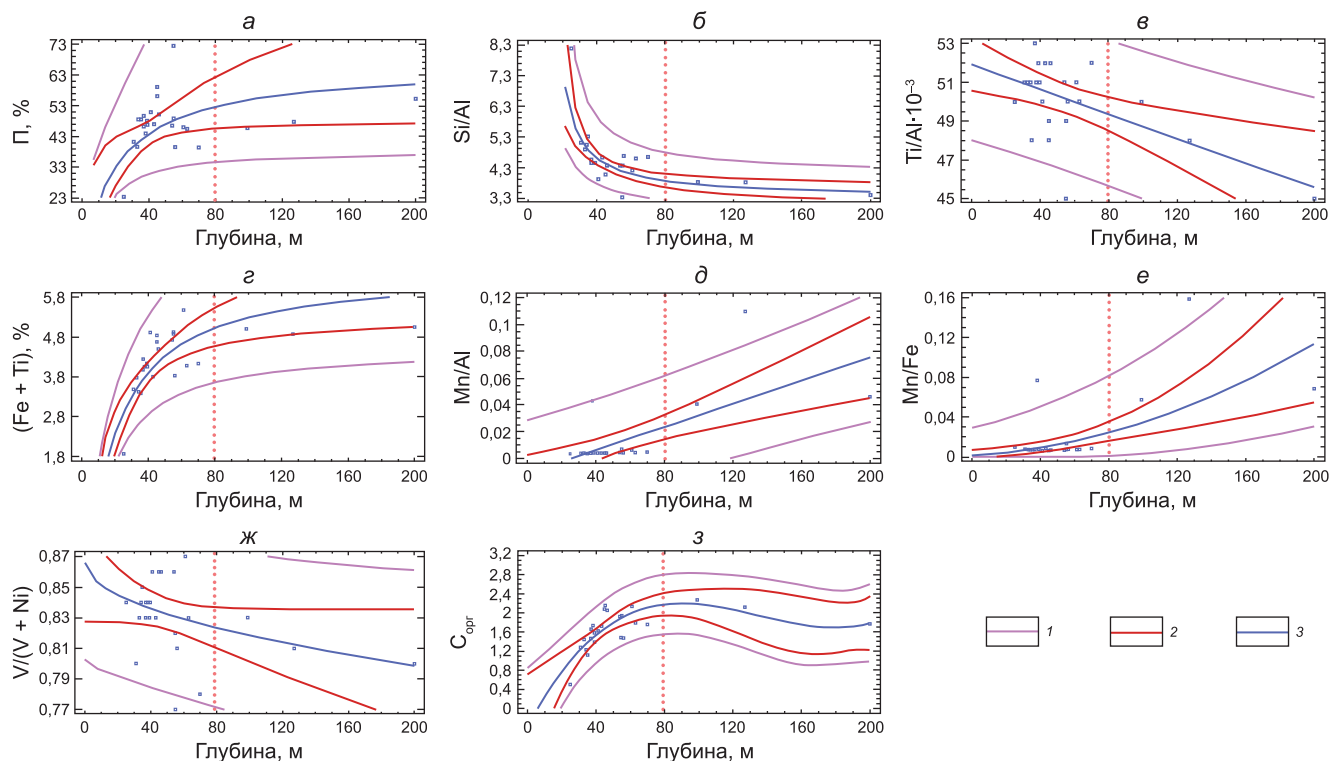 а
73
63
53
43
33
23
П, %
0 40 80 120 160 200
Глубина, м
б
8,3
7,3
6,3
5,3
4,3
3,3
Si/Al
0 40 80 120 160 200
Глубина, м
в
53
51
49
47
45
Ti/Al·10⁻³
0 40 80 120 160 200
Глубина, м
г
5,8
4,8
3,8
2,8
1,8
(Fe + Ti), %
0 40 80 120 160 200
Глубина, м
д
0,12
0,10
0,08
0,06
0,04
0,02
0
Mn/Al
0 40 80 120 160 200
Глубина, м
е
0,16
0,12
0,08
0,04
0
Mn/Fe
0 40 80 120 160 200
Глубина, м
ж
0,87
0,85
0,83
0,81
0,79
0,77
V/(V + Ni)
0 40 80 120 160 200
Глубина, м
з
3,2
2,8
2,4
2,0
1,6
1,2
0,8
0,4
0
Cорг
0 40 80 120 160 200
Глубина, м
1 2 3